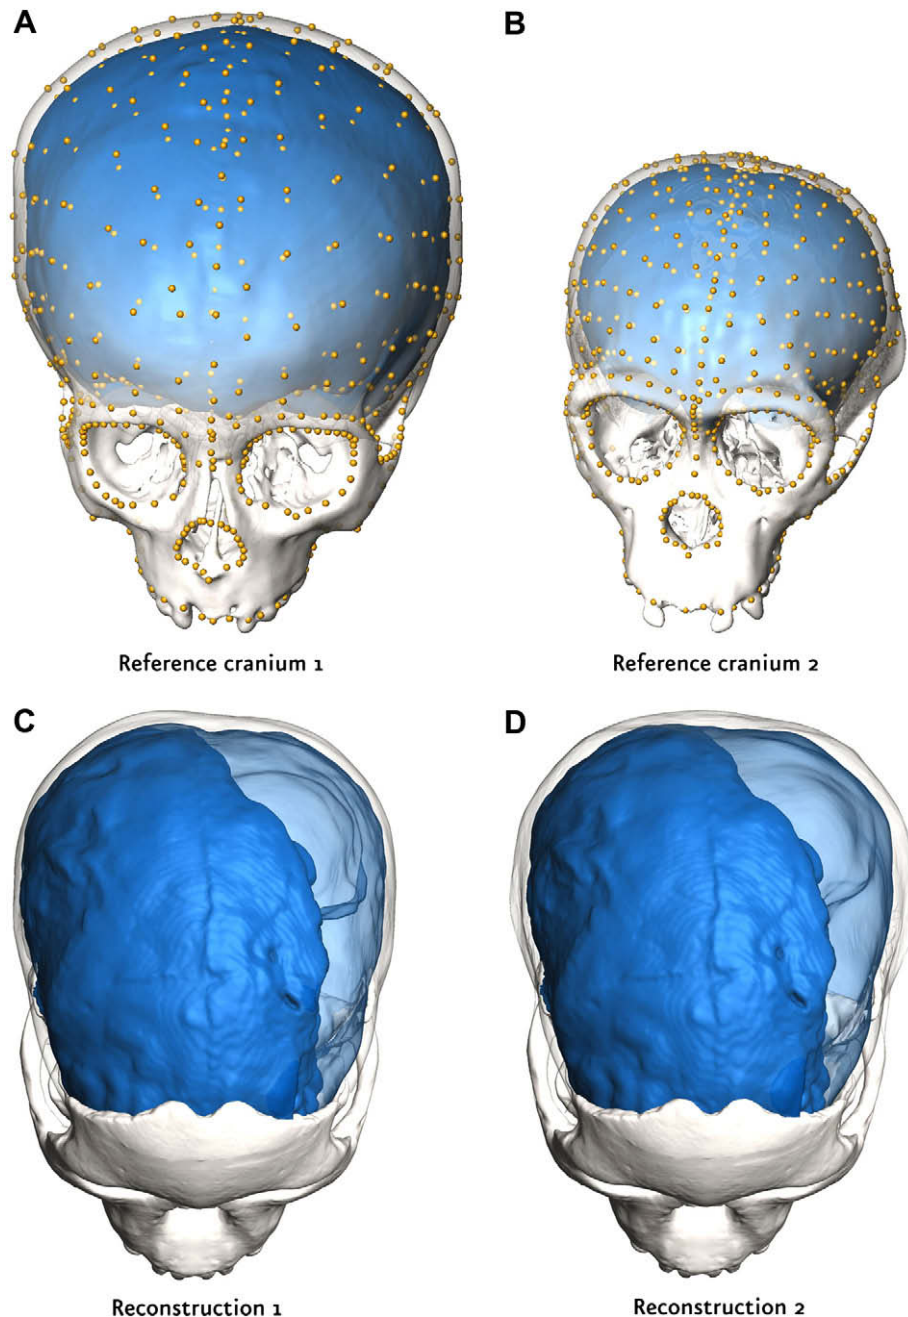 A
B
Reference cranium 1
Reference cranium 2
C
D
Reconstruction 1
Reconstruction 2